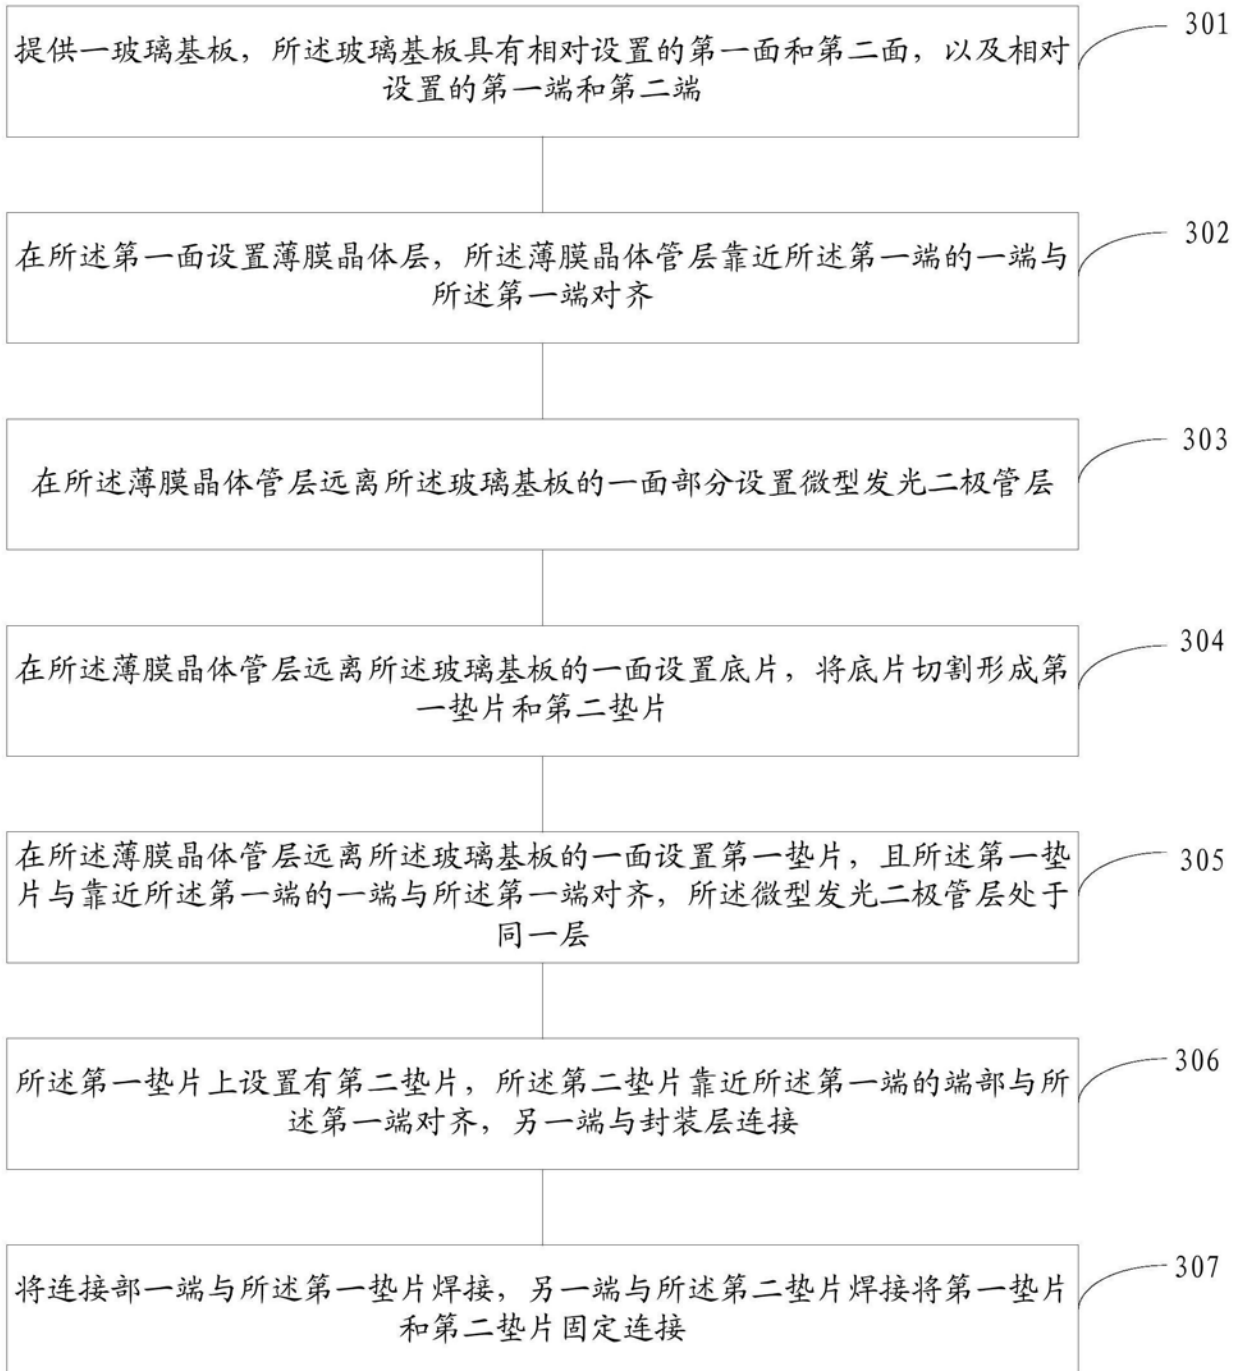 提供一玻璃基板，所述玻璃基板具有相对设置的第一面和第二面，以及相对
设置的第一端和第二端
301
在所述第一面设置薄膜晶体层，所述薄膜晶体管层靠近所述第一端的一端与
所述第一端对齐
302
在所述薄膜晶体管层远离所述玻璃基板的一面部分设置微型发光二极管层
303
在所述薄膜晶体管层远离所述玻璃基板的一面设置底片，将底片切割形成第
一垫片和第二垫片
304
在所述薄膜晶体管层远离所述玻璃基板的一面设置第一垫片，且所述第一垫
片与靠近所述第一端的一端与所述第一端对齐，所述微型发光二极管层处于
同一层
305
所述第一垫片上设置有第二垫片，所述第二垫片靠近所述第一端的端部与所
述第一端对齐，另一端与封装层连接
306
将连接部一端与所述第一垫片焊接，另一端与所述第二垫片焊接将第一垫片
和第二垫片固定连接
307